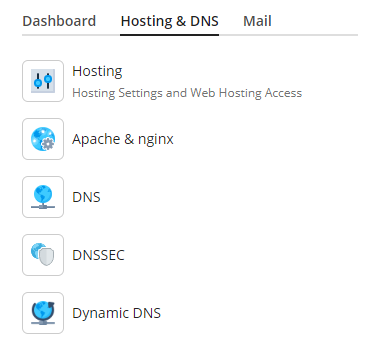 Dashboard Hosting & DNS Mail
Hosting
Hosting Settings and Web Hosting Access
Apache & nginx
DNS
DNSSEC
Dynamic DNS